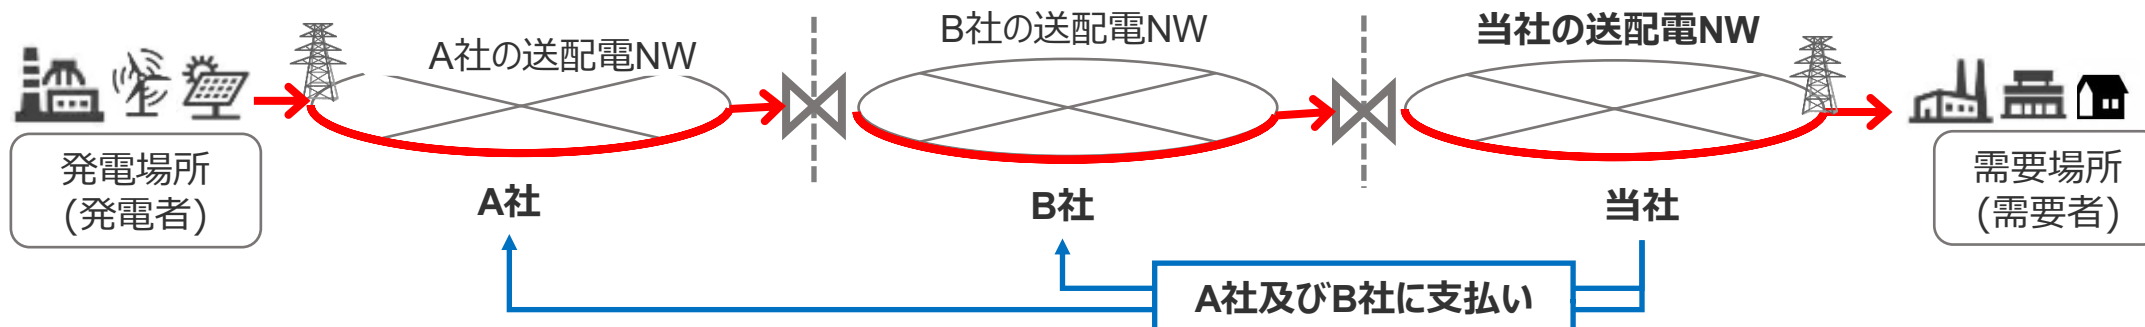 A社の送配電NW
B社の送配電NW
当社の送配電NW
発電場所
(発電者)
A社
B社
当社
需要場所
(需要者)
A社及びB社に支払い